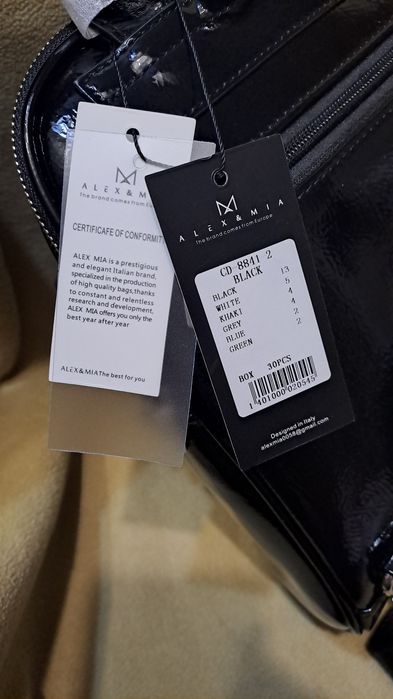 ALEX & MIA
The brand comes from Europe
CERTIFICAFE OF CONFORMIT
ALEX MIA is a prestigious
and elegant Italian brand,
specialized in the production
of high quality bags,thanks
to constant and relentless
research and development,
ALEX MIA offers you only the
best year after year
ALEX&MIA The best for you
ALEX & MIA
the brand comes from Europe
CD 8841 2
BLACK
BLACK 13
WHITE 5
KHAKI 4
GREY 4
BLUE 2
GREEN 2
BOX 30PCS
1401000020545
Designed in Italy
alexmia0058@gmail.com